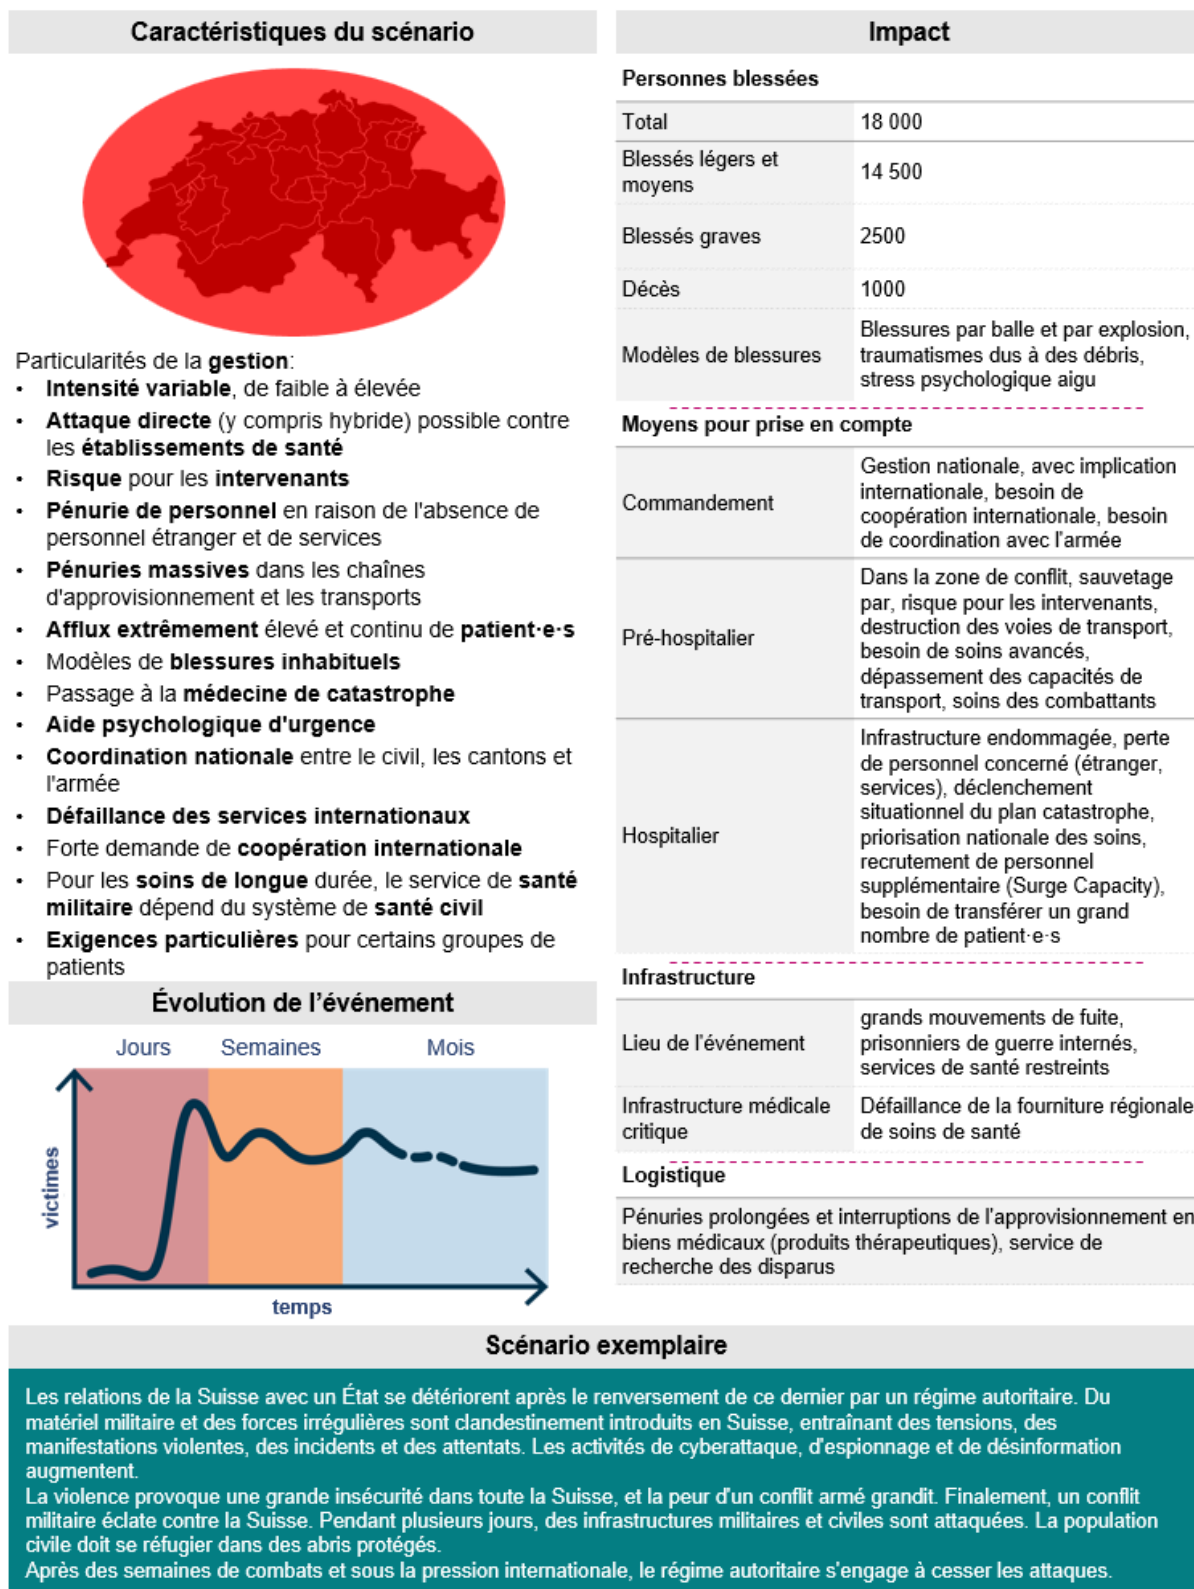 Caractéristiques du scénario
Particularités de la gestion:
• Intensité variable, de faible à élevée
• Attaque directe (y compris hybride) possible contre
les établissements de santé
• Risque pour les intervenants
• Pénurie de personnel en raison de l'absence de
personnel étranger et de services
• Pénuries massives dans les chaînes
d'approvisionnement et les transports
• Afflux extrêmement élevé et continu de patient·e·s
• Modèles de blessures inhabituels
• Passage à la médecine de catastrophe
• Aide psychologique d'urgence
• Coordination nationale entre le civil, les cantons et
l'armée
• Défaillance des services internationaux
• Forte demande de coopération internationale
• Pour les soins de longue durée, le service de santé
militaire dépend du système de santé civil
• Exigences particulières pour certains groupes de
patients
Évolution de l'événement
Jours Semaines Mois
victimes
temps
Impact
Personnes blessées
Total 18 000
Blessés légers et
moyens
14 500
Blessés graves 2500
Décès 1000
Modèles de blessures
Blessures par balle et par explosion,
traumatismes dus à des débris,
stress psychologique aigu
Moyens pour prise en compte
Commandement
Gestion nationale, avec implication
internationale, besoin de
coopération internationale, besoin
de coordination avec l'armée
Pré-hospitalier
Dans la zone de conflit, sauvetage
par, risque pour les intervenants,
destruction des voies de transport,
besoin de soins avancés,
dépassement des capacités de
transport, soins des combattants
Hospitalier
Infrastructure endommagée, perte
de personnel concerné (étranger,
services), déclenchement
situationnel du plan catastrophe,
priorisation nationale des soins,
recrutement de personnel
supplémentaire (Surge Capacity),
besoin de transférer un grand
nombre de patient·e·s
Infrastructure
Lieu de l'événement
grands mouvements de fuite,
prisonniers de guerre internés,
services de santé restreints
Infrastructure médicale
critique
Défaillance de la fourniture régionale
de soins de santé
Logistique
Pénuries prolongées et interruptions de l'approvisionnement en
biens médicaux (produits thérapeutiques), service de
recherche des disparus
Scénario exemplaire
Les relations de la Suisse avec un État se détériorent après le renversement de ce dernier par un régime autoritaire. Du
matériel militaire et des forces irrégulières sont clandestinement introduits en Suisse, entraînant des tensions, des
manifestations violentes, des incidents et des attentats. Les activités de cyberattaque, d'espionnage et de désinformation
augmentent.
La violence provoque une grande insécurité dans toute la Suisse, et la peur d'un conflit armé grandit. Finalement, un conflit
militaire éclate contre la Suisse. Pendant plusieurs jours, des infrastructures militaires et civiles sont attaquées. La population
civile doit se réfugier dans des abris protégés.
Après des semaines de combats et sous la pression internationale, le régime autoritaire s'engage à cesser les attaques.